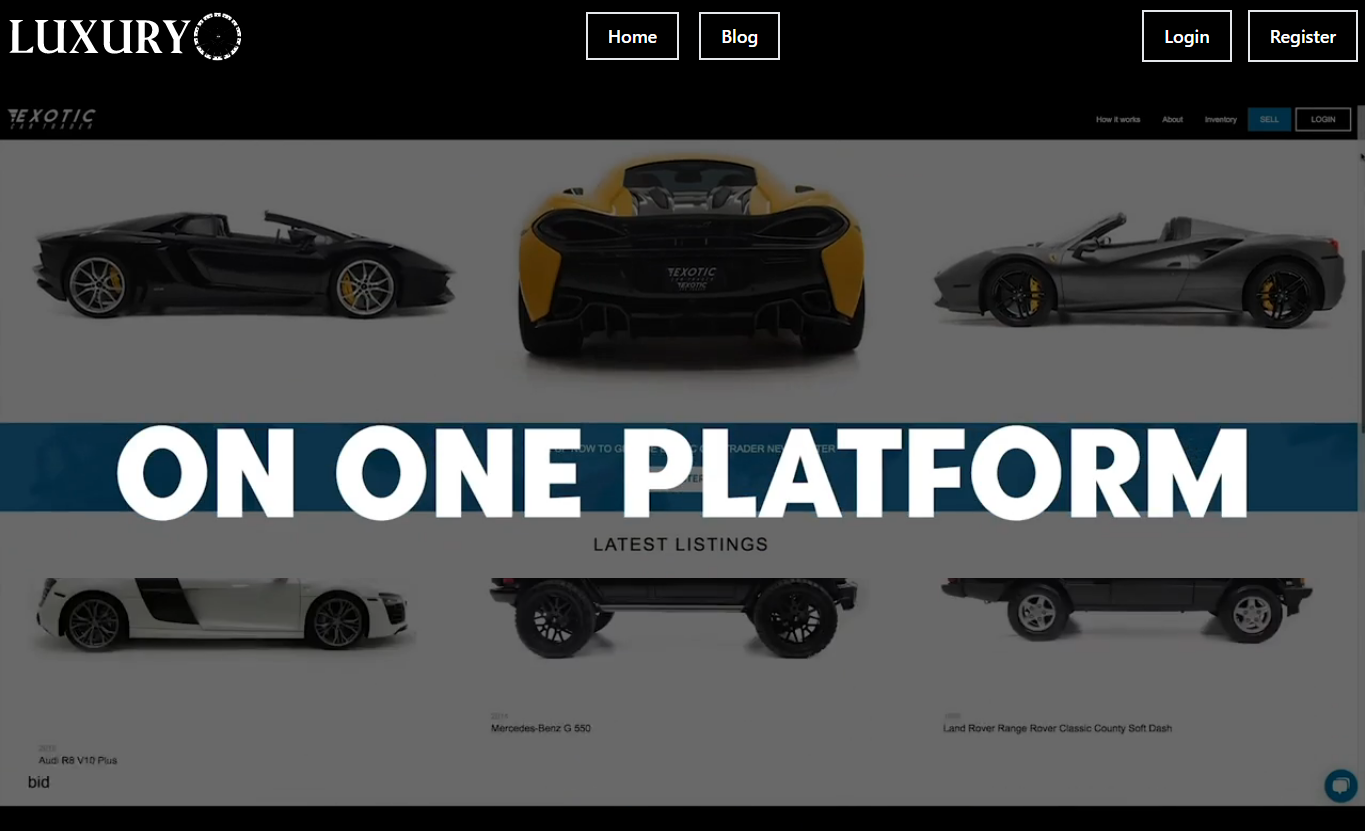 LUXURY
Home
Blog
Login
Register
EXOTIC
CAR TRADER
How it works
About
Inventory
SELL
LOGIN
EXOTIC
EXOTIC
ON ONE PLATFORM
LATEST LISTINGS
Mercedes-Benz G 550
Land Rover Range Rover Classic County Soft Dash
Audi R8 V10 Plus
bid